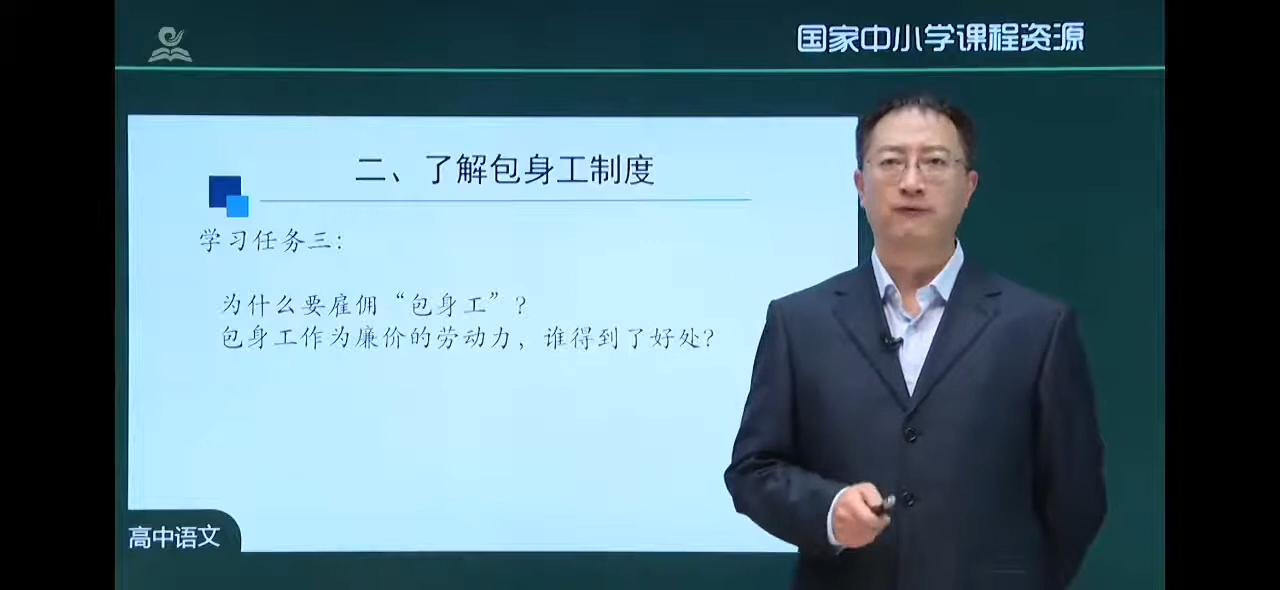 国家中小学课程资源
二、了解包身工制度
学习任务三：
为什么要雇佣“包身工”？
包身工作为廉价的劳动力，谁得到了好处？
高中语文